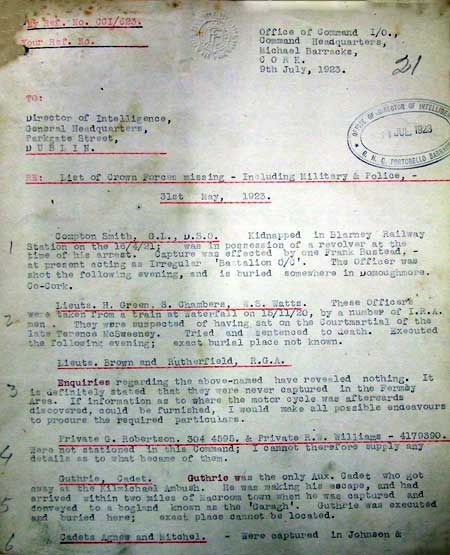 My Ref. No. CCI/623.
Your Ref. No.
Office of Command I/O.,
Command Headquarters,
Michael Barracks,
C O R K.
9th July, 1923.
21
TO:
Director of Intelligence,
General Headquarters,
Parkgate Street,
D U B L I N.
OFFICE OF DIRECTOR OF INTELLIGENCE
JUL 1923
G. H. Q. PORTOBELLO BARRACKS
RE: List of Crown Forces missing - Including Military & Police, -
31st May, 1923.
1
Compton Smith, G.L., D.S.O. Kidnapped in Blarney Railway
Station on the 16/4/21; was in possession of a revolver at the
time of his arrest. Capture was effected by one Frank Bustead, -
at present acting as Irregular 'Battalion O/C'. The Officer was
shot the following evening, and is buried somewhere in Donoughmore.
Co-Cork.
2
Lieuts. H. Green, S. Chambers, W.S. Watts. These Officers
were taken from a train at Waterfall on 15/11/20, by a number of I.R.A.
men. They were suspected of having sat on the Courtmartial of the
late Terence McSweeney. Tried and sentenced to death. Executed
the following evening; exact burial place not known.
Lieuts. Brown and Rutherfield, R.G.A.
3
Enquiries regarding the above-named have revealed nothing. It
is definitely stated that they were never captured in the Fermoy
Area. If information as to where the motor cycle was afterwards
discovered, could be furnished, I would make all possible endeavours
to procure the required particulars.
4
Private G. Robertson. 304 4595. & Private R.W. Williams - 4179390.
Were not stationed in this Command; I cannot therefore supply any
details as to what became of them.
5
Guthrie, Cadet. Guthrie was the only Aux. Cadet who got
away at the Kilmichael Ambush. He was making his escape, and had
arrived within two miles of Macroom town when he was captured and
conveyed to a bogland known as the 'Garagh'. Guthrie was executed
and buried here; exact place cannot be located.
6
Cadets Agnew and Mitchel. - Were captured in Johnson &